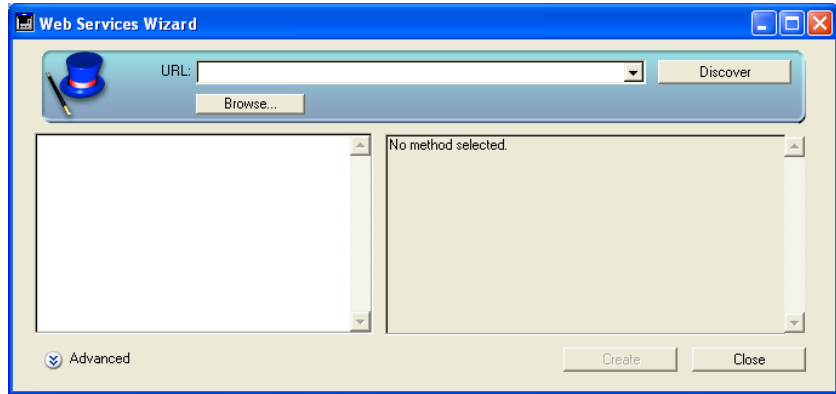 Web Services Wizard
URL:
Discover
Browse...
No method selected.
Advanced
Create
Close